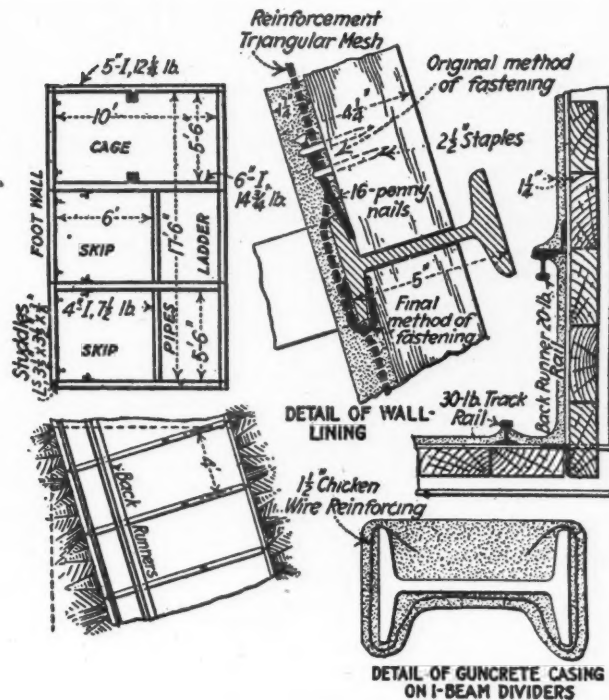 5"-I, 12¼ lb.
10'
CAGE
5'-6"
6" I,
14¾ lb.
FOOT WALL
6'
SKIP
17'-6"
LADDER
4"-I, 7½ lb.
SKIP
PIPES
5'-6"
Studdles
Reinforcement
Triangular Mesh
Original method of
fastening
4¼"
2½" Staples
16-penny
nails
5"
Final
method of
fastening
DETAIL OF WALL-
LINING
1¼"
Back Runner 20 lb.
Rail
30-lb. Track
Rail
4'
Back
Runners
1½" Chicken
Wire Reinforcing
DETAIL OF GUNCRETE CASING
ON I-BEAM DIVIDERS